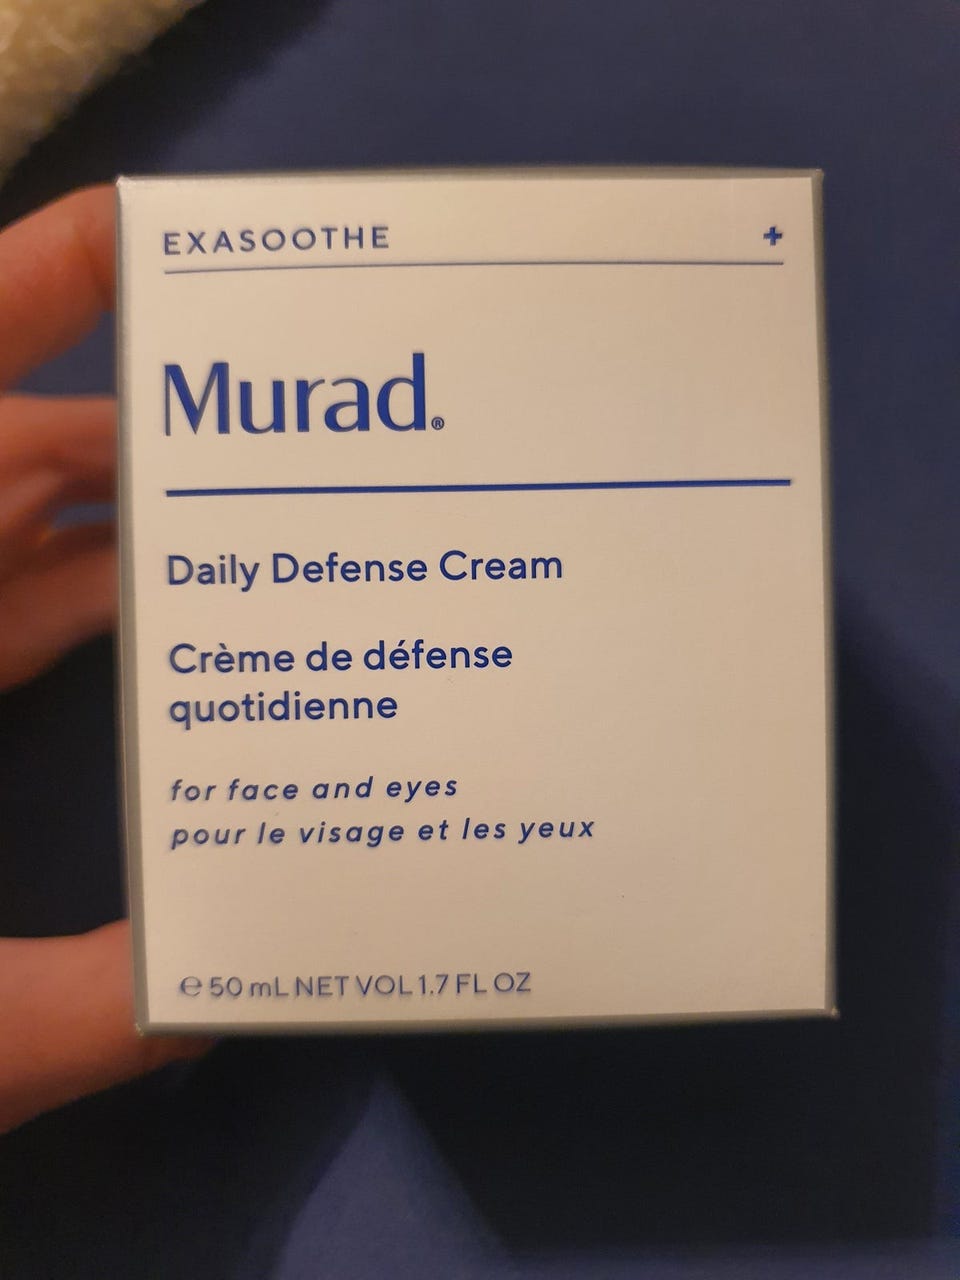 EXASOOTHE +
Murad®
Daily Defense Cream
Crème de défense
quotidienne
for face and eyes
pour le visage et les yeux
℮ 50 mL NET VOL 1.7 FL OZ